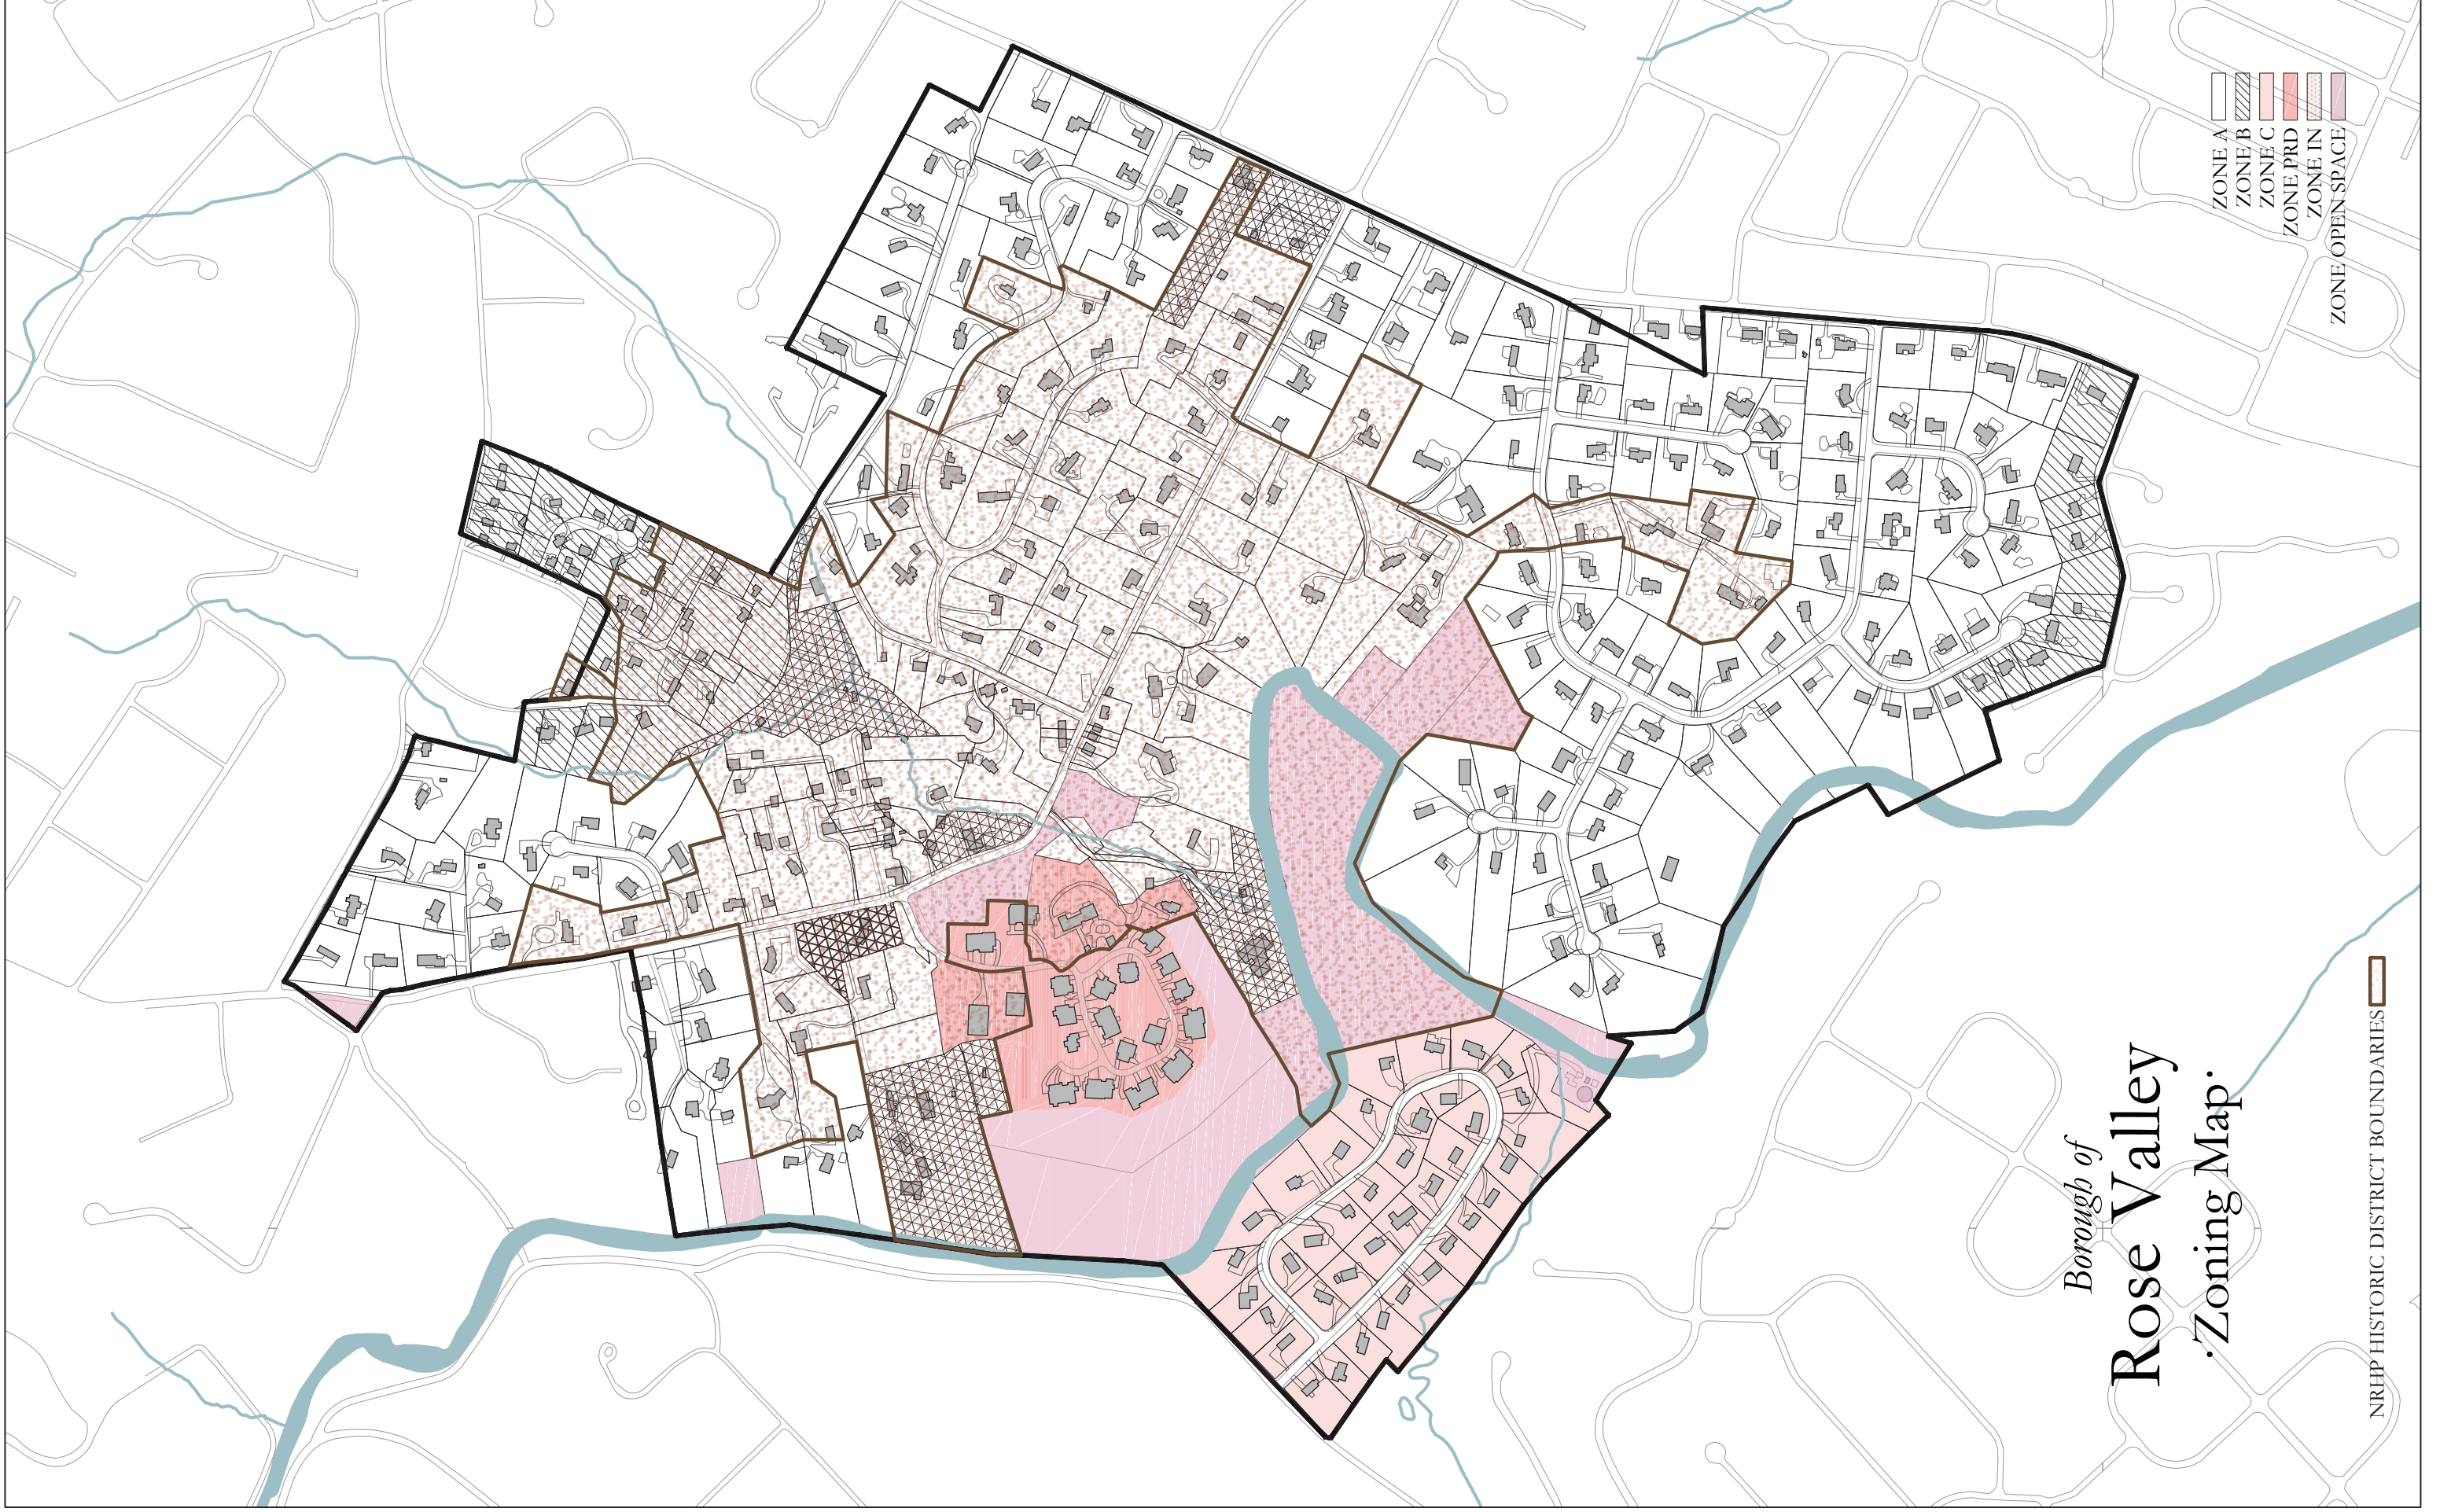 Borough of
Rose Valley
·Zoning Map·
NRHP HISTORIC DISTRICT BOUNDARIES
ZONE A
ZONE B
ZONE C
ZONE PRD
ZONE IN
ZONE OPEN SPACE